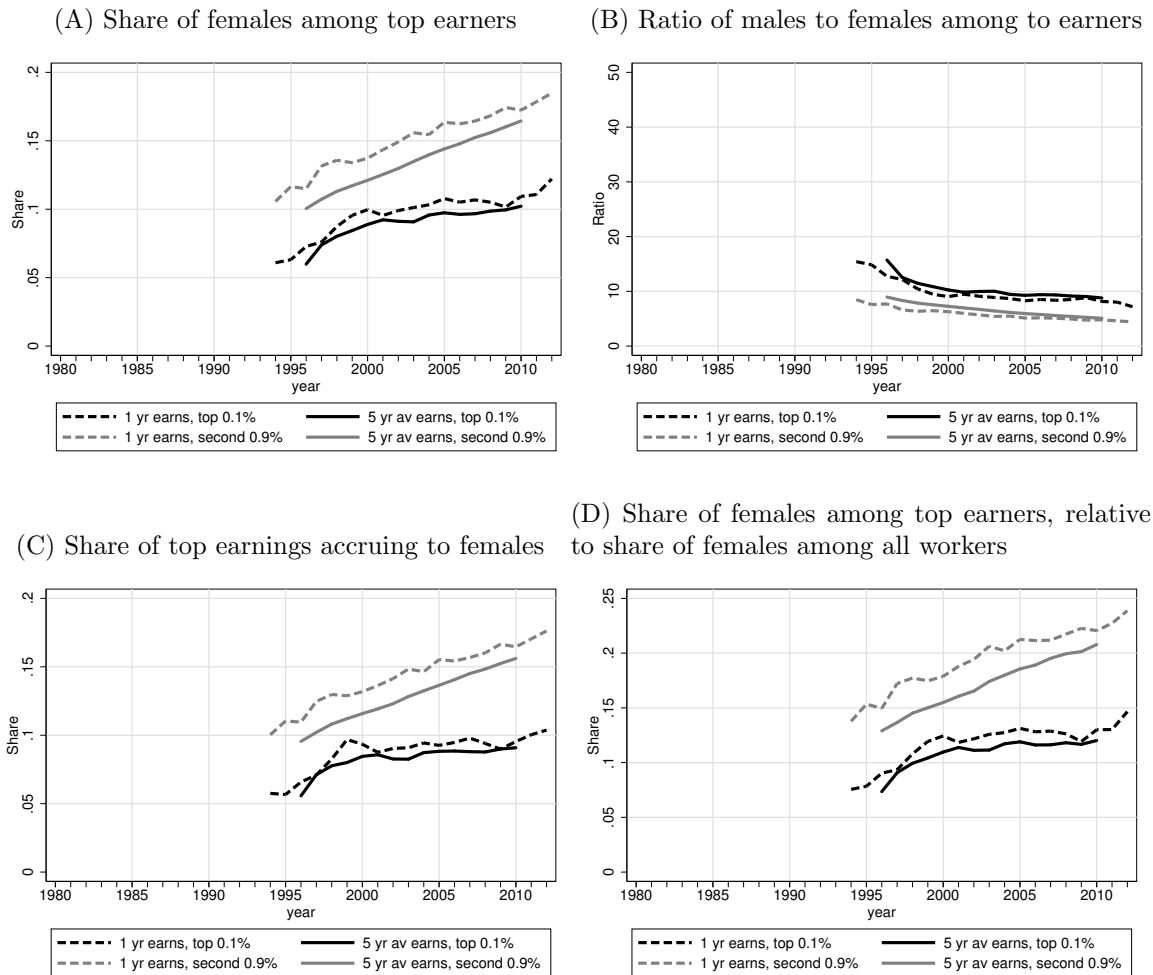 (A) Share of females among top earners
.2
.15
.1
.05
0
Share
1980 1985 1990 1995 2000 2005 2010
year
1 yr earns, top 0.1% 5 yr av earns, top 0.1%
1 yr earns, second 0.9% 5 yr av earns, second 0.9%
(B) Ratio of males to females among to earners
50
40
30
20
10
0
Ratio
1980 1985 1990 1995 2000 2005 2010
year
1 yr earns, top 0.1% 5 yr av earns, top 0.1%
1 yr earns, second 0.9% 5 yr av earns, second 0.9%
(C) Share of top earnings accruing to females
.2
.15
.1
.05
0
Share
1980 1985 1990 1995 2000 2005 2010
year
1 yr earns, top 0.1% 5 yr av earns, top 0.1%
1 yr earns, second 0.9% 5 yr av earns, second 0.9%
(D) Share of females among top earners, relative
to share of females among all workers
.25
.2
.15
.1
.05
0
Share
1980 1985 1990 1995 2000 2005 2010
year
1 yr earns, top 0.1% 5 yr av earns, top 0.1%
1 yr earns, second 0.9% 5 yr av earns, second 0.9%